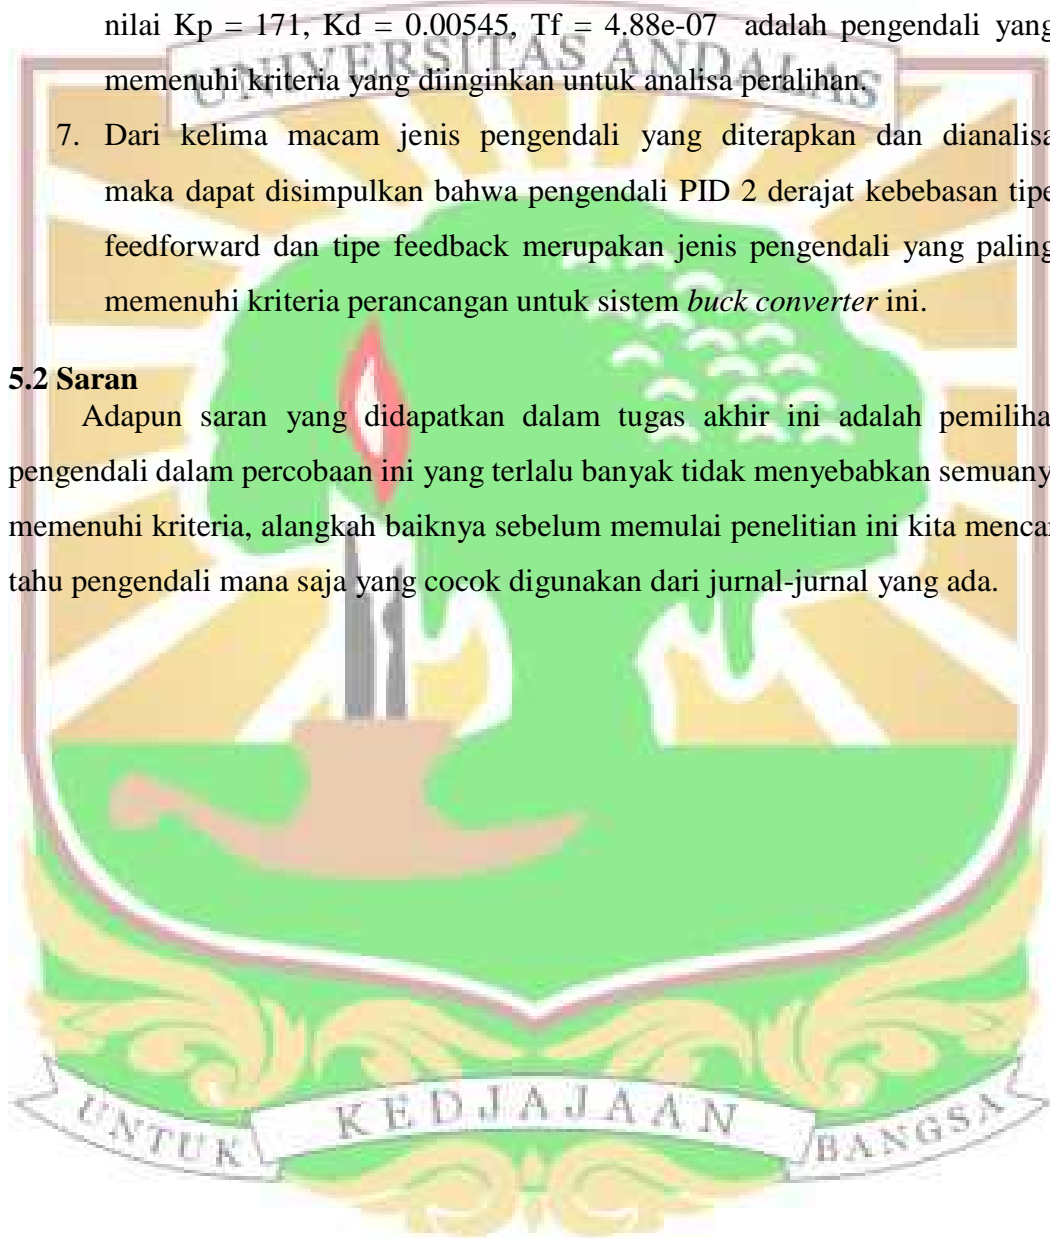 nilai Kp = 171, Kd = 0.00545, Tf = 4.88e-07 adalah pengendali yang
UNIVERSITAS ANDALAS
memenuhi kriteria yang diinginkan untuk analisa peralihan.
7. Dari kelima macam jenis pengendali yang diterapkan dan dianalisa
maka dapat disimpulkan bahwa pengendali PID 2 derajat kebebasan tipe
feedforward dan tipe feedback merupakan jenis pengendali yang paling
memenuhi kriteria perancangan untuk sistem buck converter ini.
5.2 Saran
Adapun saran yang didapatkan dalam tugas akhir ini adalah pemiliha
pengendali dalam percobaan ini yang terlalu banyak tidak menyebabkan semuany
memenuhi kriteria, alangkah baiknya sebelum memulai penelitian ini kita mencar
tahu pengendali mana saja yang cocok digunakan dari jurnal-jurnal yang ada.
UNTUK KEDJAJAAN BANGSA